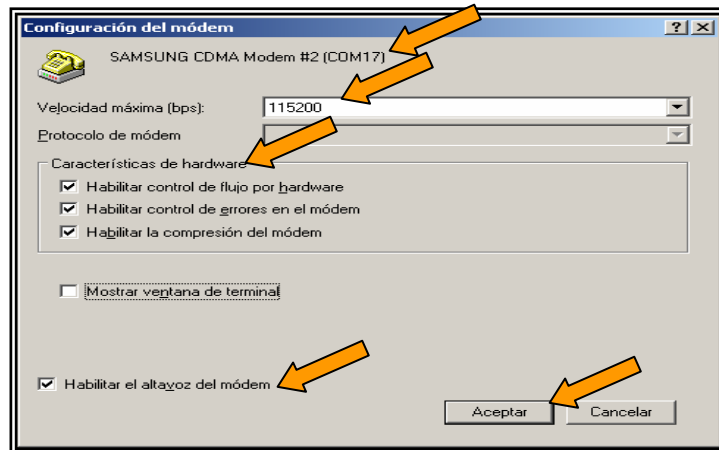 Configuración del módem
SAMSUNG CDMA Modem #2 (COM17)
Velocidad máxima (bps): 115200
Protocolo de módem
Características de hardware
Habilitar control de flujo por hardware
Habilitar control de errores en el módem
Habilitar la compresión del módem
Mostrar ventana de terminal
Habilitar el altavoz del módem
Aceptar Cancelar